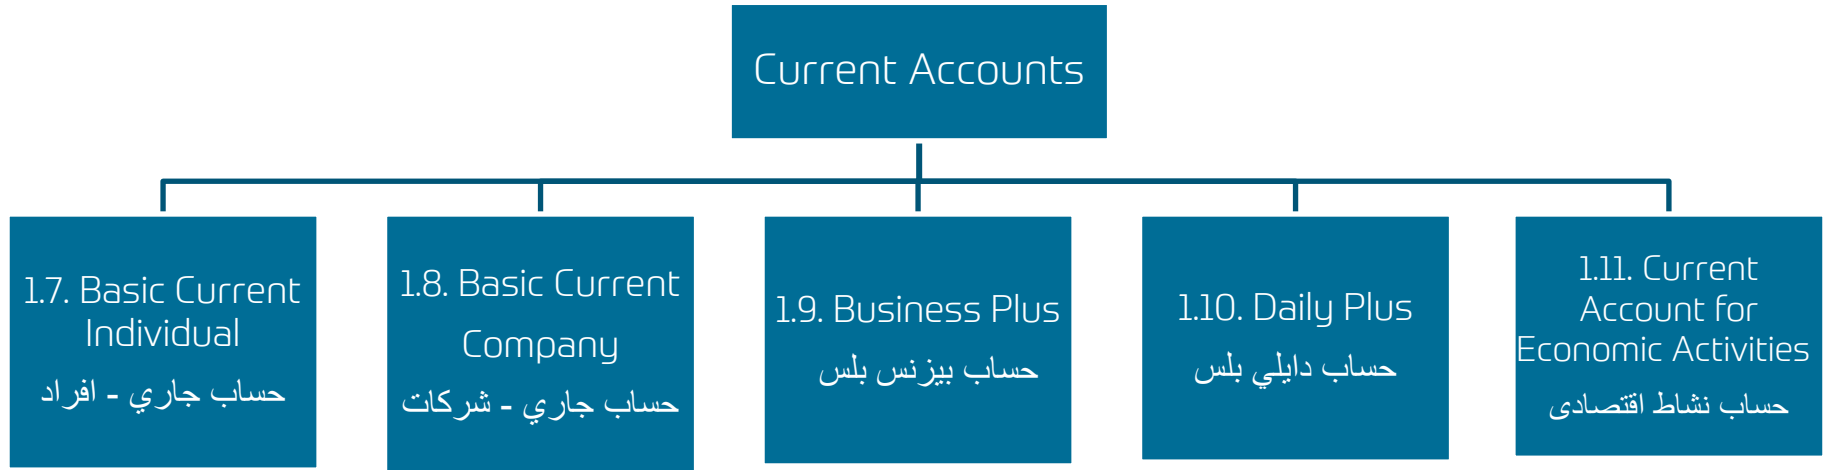 Current Accounts
1.7. Basic Current
Individual
حساب جاري - افراد
1.8. Basic Current
Company
حساب جاري - شركات
1.9. Business Plus
حساب بيزنس بلس
1.10. Daily Plus
حساب دايلي بلس
1.11. Current
Account for
Economic Activities
حساب نشاط اقتصادى